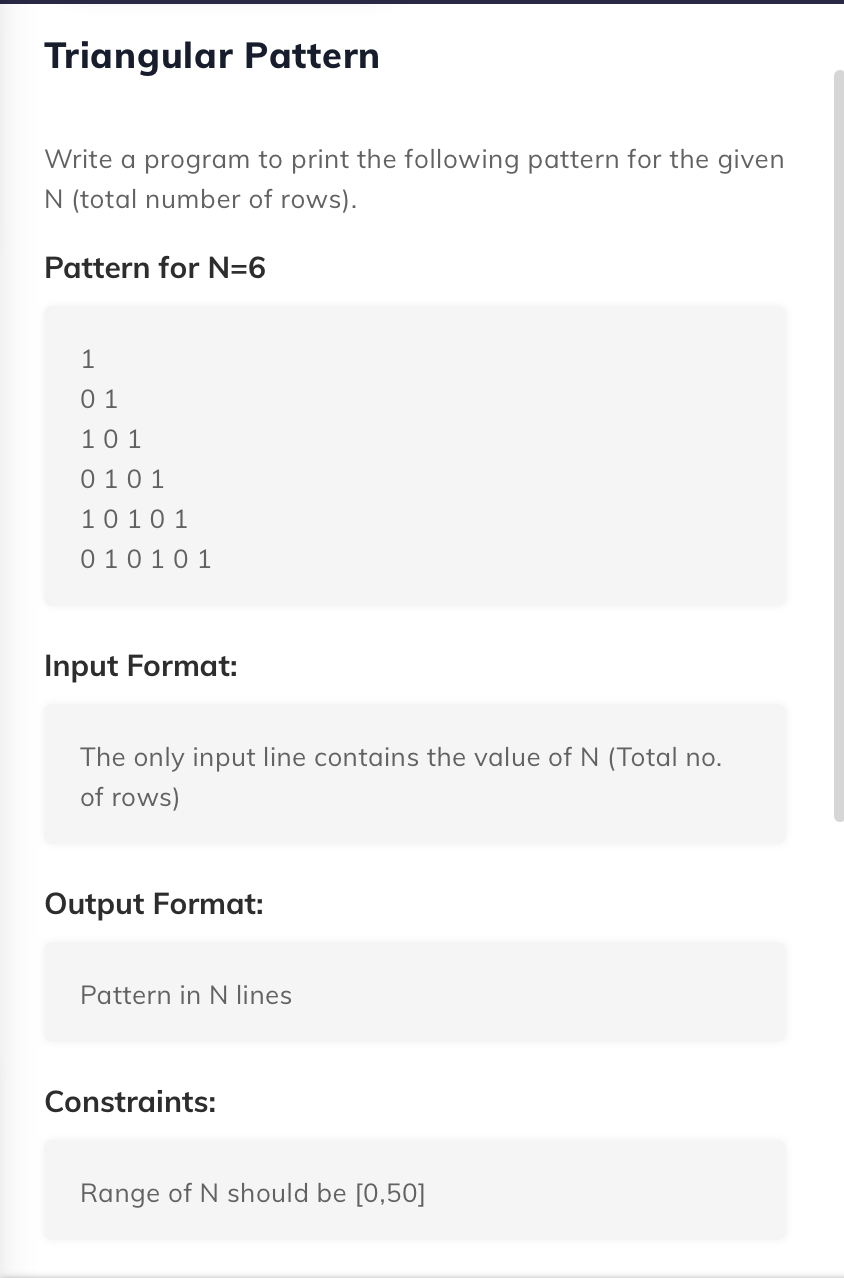 Triangular Pattern
Write a program to print the following pattern for the given
N (total number of rows).
Pattern for N=6
1
0 1
1 0 1
0 1 0 1
1 0 1 0 1
0 1 0 1 0 1
Input Format:
The only input line contains the value of N (Total no.
of rows)
Output Format:
Pattern in N lines
Constraints:
Range of N should be [0,50]